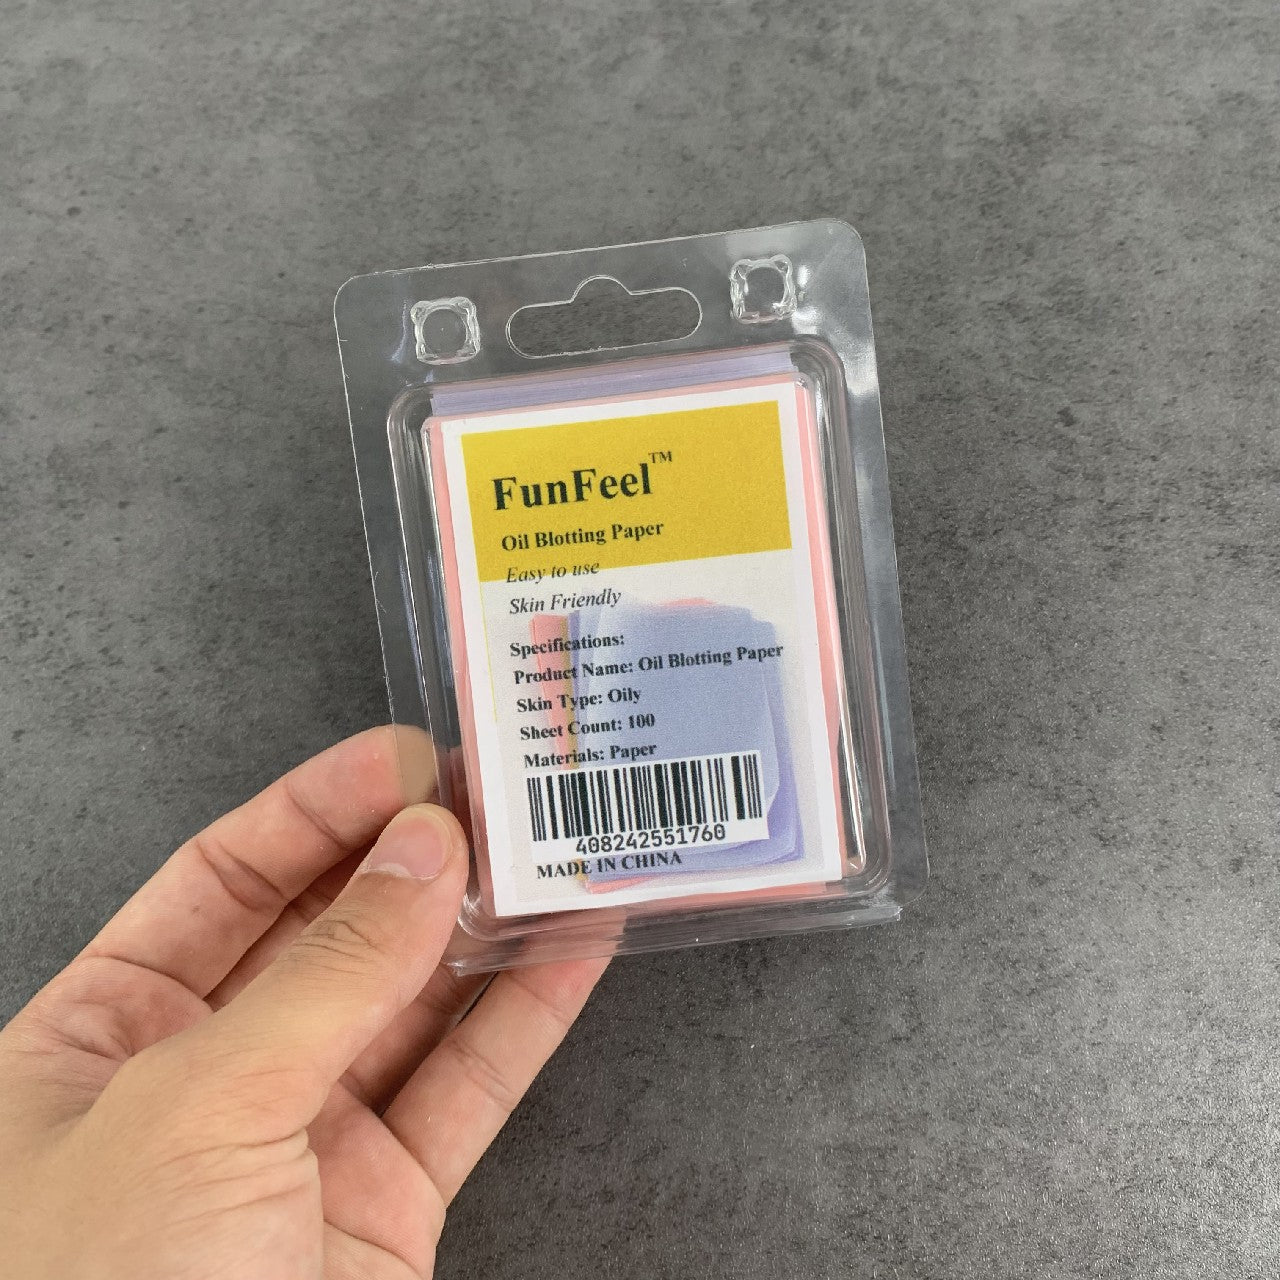 FunFeel™
Oil Blotting Paper
Easy to use
Skin Friendly
Specifications:
Product Name: Oil Blotting Paper
Skin Type: Oily
Sheet Count: 100
Materials: Paper
408242551760
MADE IN CHINA